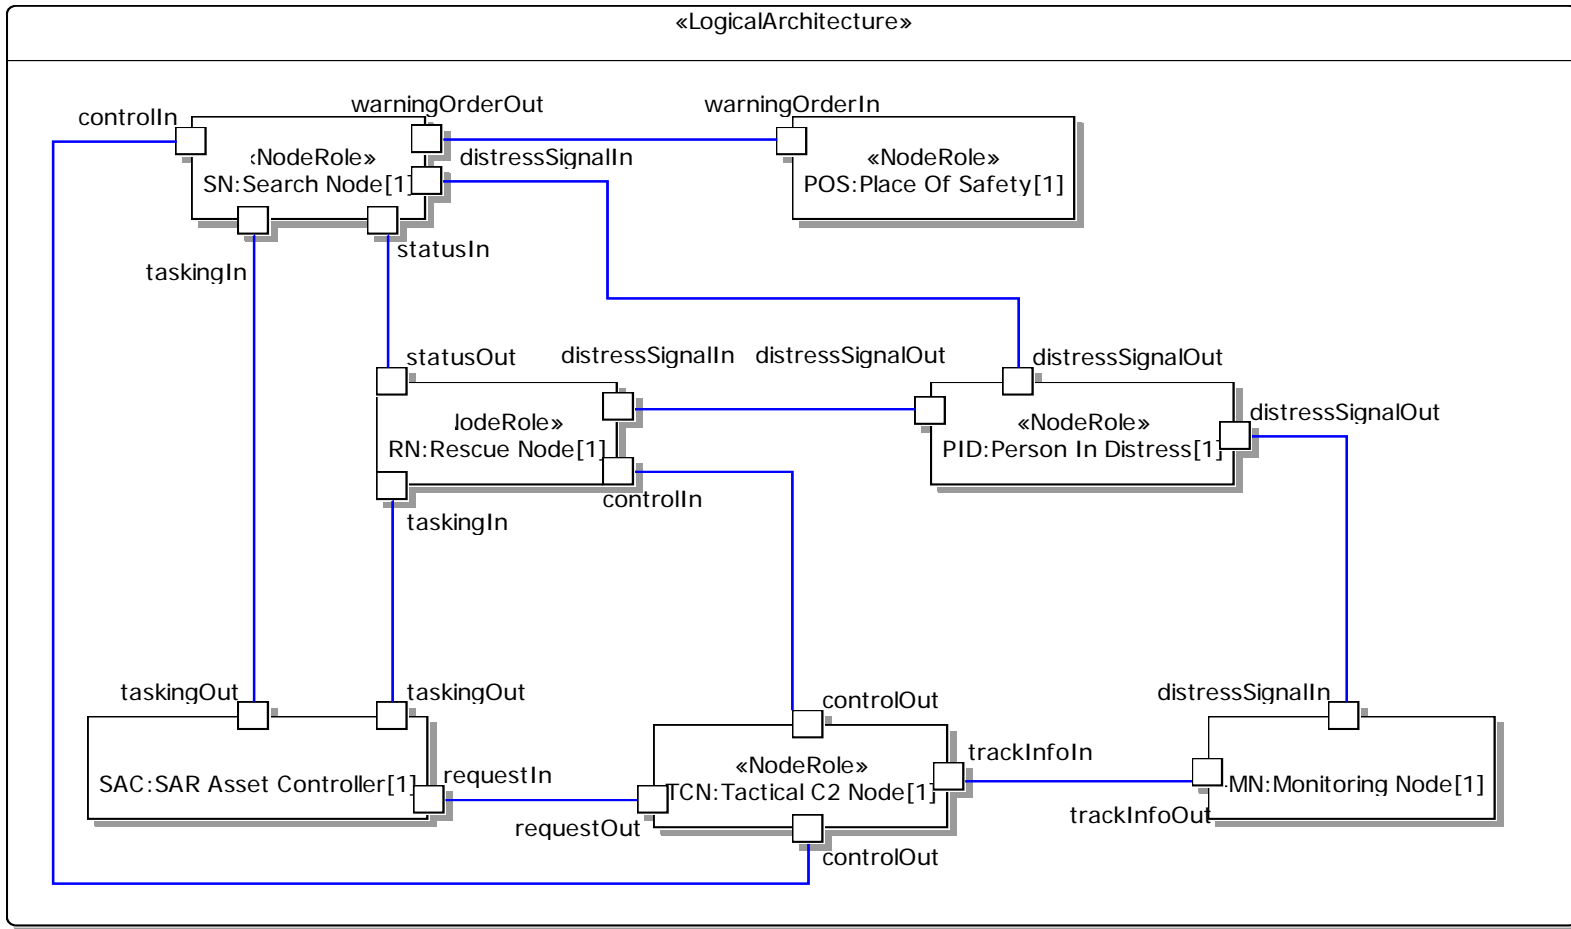 «LogicalArchitecture»
controlIn
warningOrderOut
warningOrderIn
«NodeRole»
SN:Search Node[1]
distressSignalIn
«NodeRole»
POS:Place Of Safety[1]
taskingIn
statusIn
statusOut
distressSignalIn
distressSignalOut
distressSignalOut
NodeRole»
RN:Rescue Node[1]
«NodeRole»
PID:Person In Distress[1]
distressSignalOut
controlIn
taskingIn
taskingOut
taskingOut
controlOut
distressSignalIn
SAC:SAR Asset Controller[1]
requestIn
«NodeRole»
TCN:Tactical C2 Node[1]
trackInfoIn
MN:Monitoring Node[1]
requestOut
trackInfoOut
controlOut